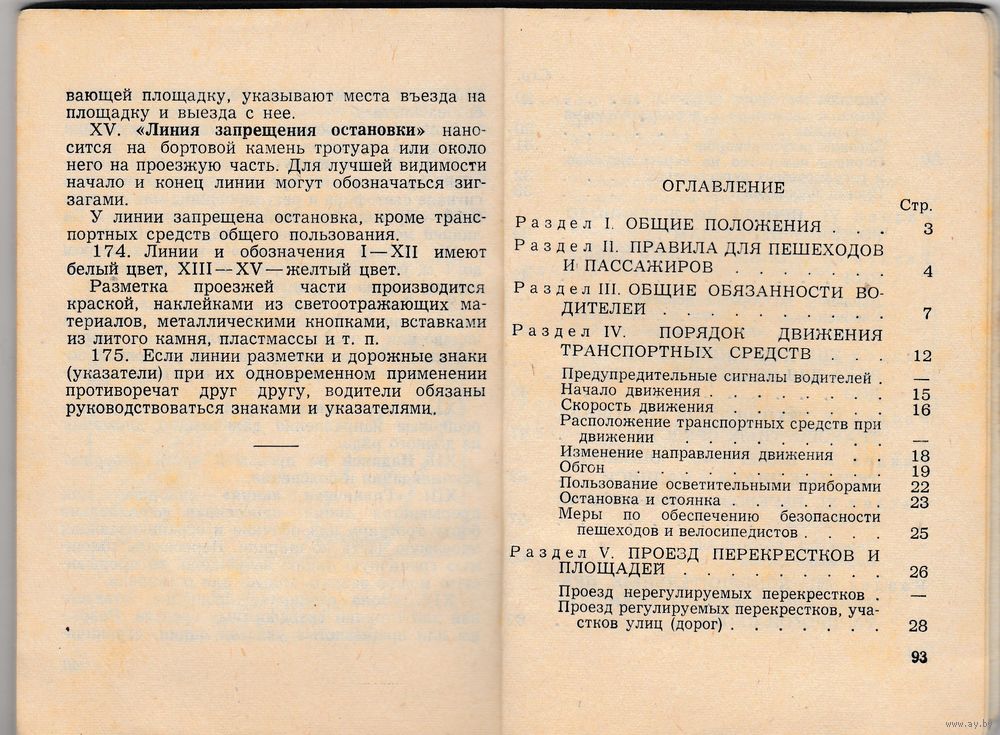 вающей площадку, указывают места въезда на
площадку и выезда с нее.
XV. «Линия запрещения остановки» нано-
сится на бортовой камень тротуара или около
него на проезжую часть. Для лучшей видимости
начало и конец линии могут обозначаться зиг-
загами.
У линии запрещена остановка, кроме транс-
портных средств общего пользования.
174. Линии и обозначения I—XII имеют
белый цвет, XIII—XV—желтый цвет.
Разметка проезжей части производится
краской, наклейками из светоотражающих ма-
териалов, металлическими кнопками, вставками
из литого камня, пластмассы и т. п.
175. Если линии разметки и дорожные знаки
(указатели) при их одновременном применении
противоречат друг другу, водители обязаны
руководствоваться знаками и указателями.
ОГЛАВЛЕНИЕ
Стр.
Раздел I. ОБЩИЕ ПОЛОЖЕНИЯ . . . 3
Раздел II. ПРАВИЛА ДЛЯ ПЕШЕХОДОВ
И ПАССАЖИРОВ . . . . . . . . 4
Раздел III. ОБЩИЕ ОБЯЗАННОСТИ ВО-
ДИТЕЛЕЙ . . . . . . . . . . 7
Раздел IV. ПОРЯДОК ДВИЖЕНИЯ
ТРАНСПОРТНЫХ СРЕДСТВ . . . 12
Предупредительные сигналы водителей . —
Начало движения . . . . . . . . . 15
Скорость движения . . . . . . . . 16
Расположение транспортных средств при
движении . . . . . . . . . . —
Изменение направления движения . . . 18
Обгон . . . . . . . . . . . . 19
Пользование осветительными приборами 22
Остановка и стоянка . . . . . . . . 23
Меры по обеспечению безопасности
пешеходов и велосипедистов . . . . . 25
Раздел V. ПРОЕЗД ПЕРЕКРЕСТКОВ И
ПЛОЩАДЕЙ . . . . . . . . . . 26
Проезд нерегулируемых перекрестков . —
Проезд регулируемых перекрестков, уча-
стков улиц (дорог) . . . . . . . . 28
93
www.ay.by